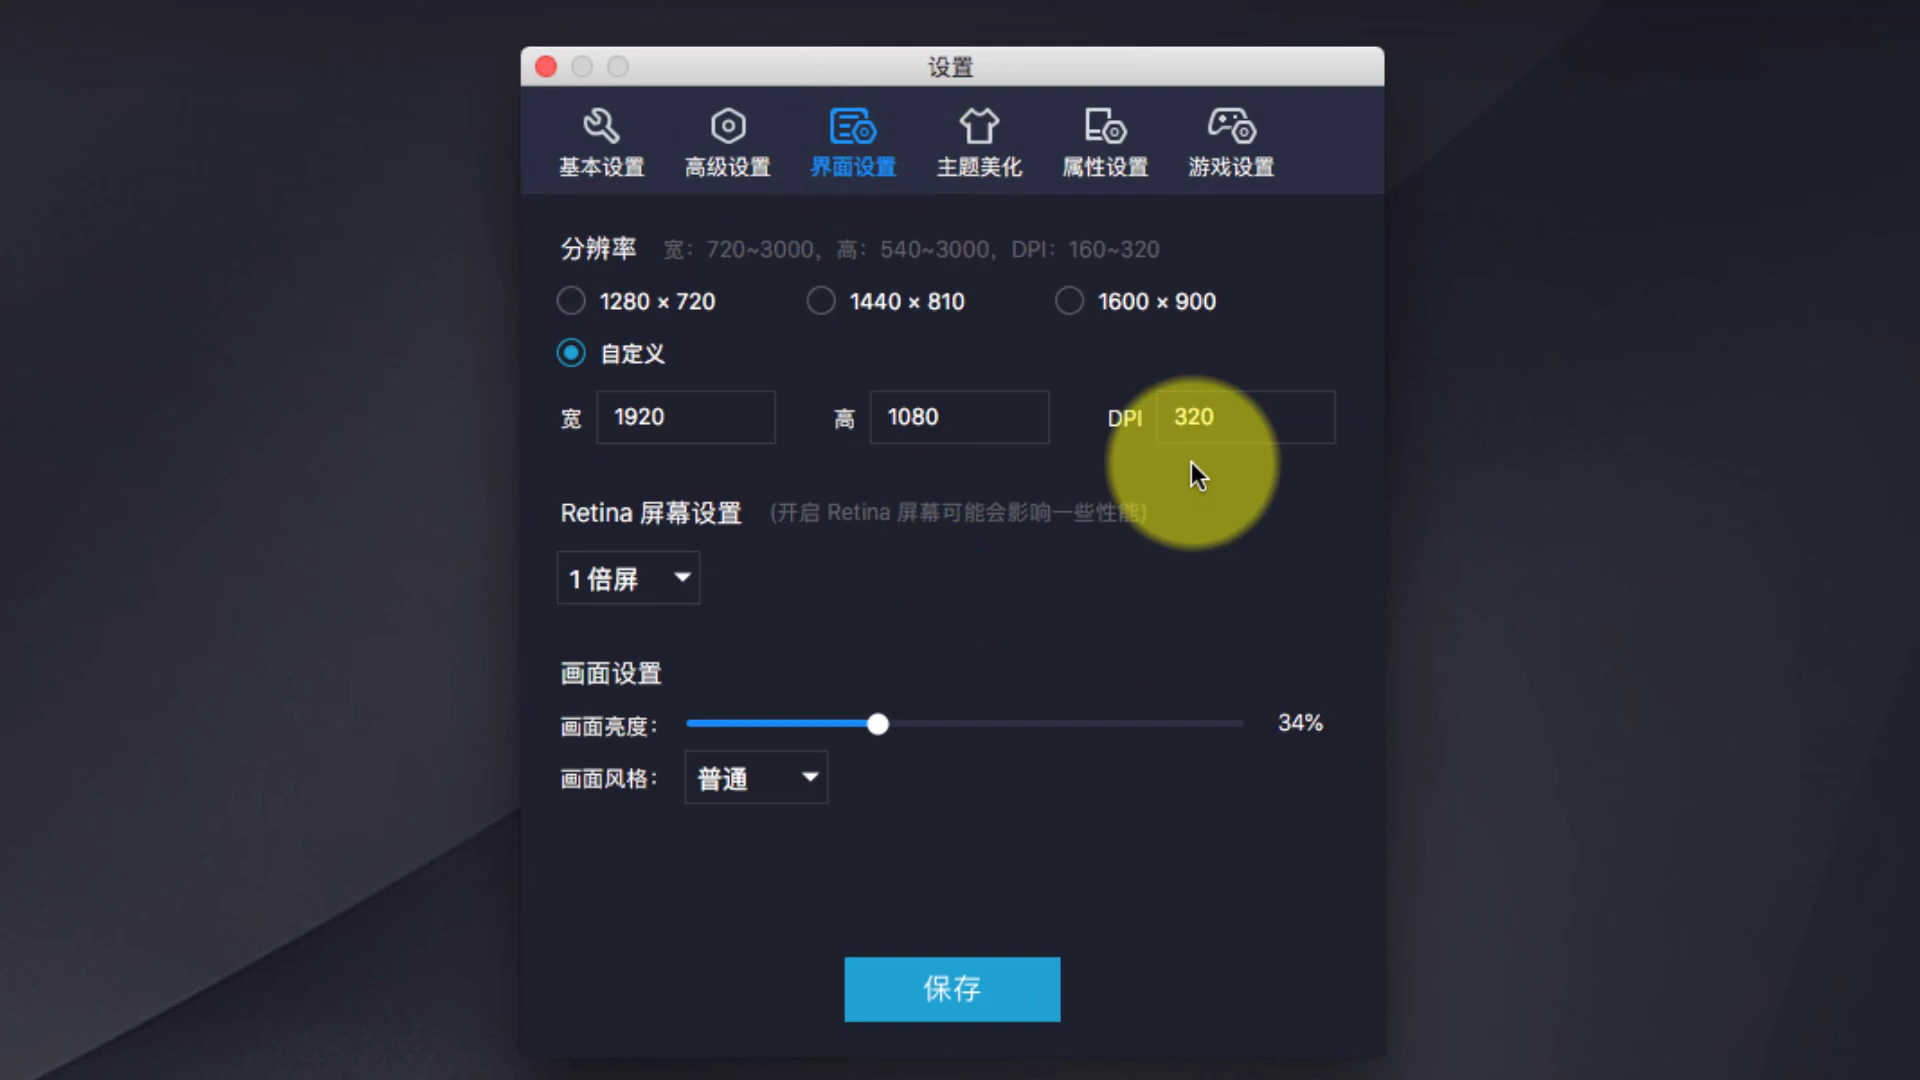 设置
基本设置 高级设置 界面设置 主题美化 属性设置 游戏设置
分辨率 宽：720~3000，高：540~3000，DPI：160~320
1280 × 720 1440 × 810 1600 × 900
自定义
宽 1920 高 1080 DPI 320
Retina 屏幕设置 (开启 Retina 屏幕可能会影响一些性能)
1 倍屏
画面设置
画面亮度： 34%
画面风格： 普通
保存